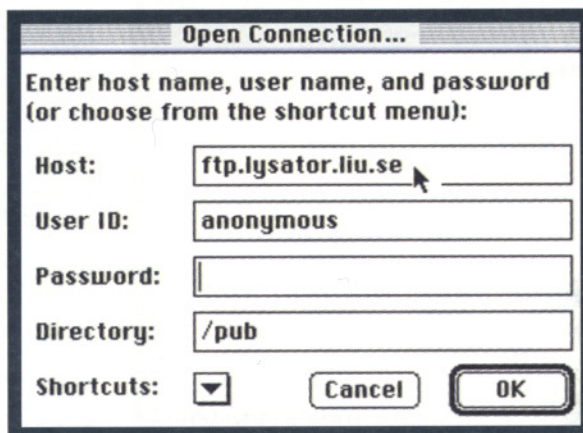 Open Connection...
Enter host name, user name, and password
(or choose from the shortcut menu):
Host: ftp.lysator.liu.se
User ID: anonymous
Password:
Directory: /pub
Shortcuts: Cancel OK